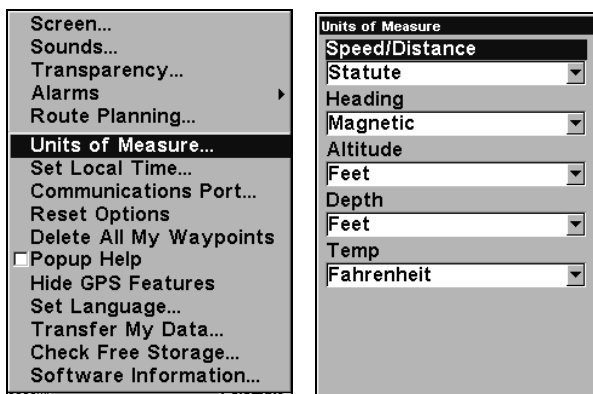 Screen...
Sounds...
Transparency...
Alarms
Route Planning...
Units of Measure...
Set Local Time...
Communications Port...
Reset Options
Delete All My Waypoints
Popup Help
Hide GPS Features
Set Language...
Transfer My Data...
Check Free Storage...
Software Information...
Units of Measure
Speed/Distance
Statute
Heading
Magnetic
Altitude
Feet
Depth
Feet
Temp
Fahrenheit